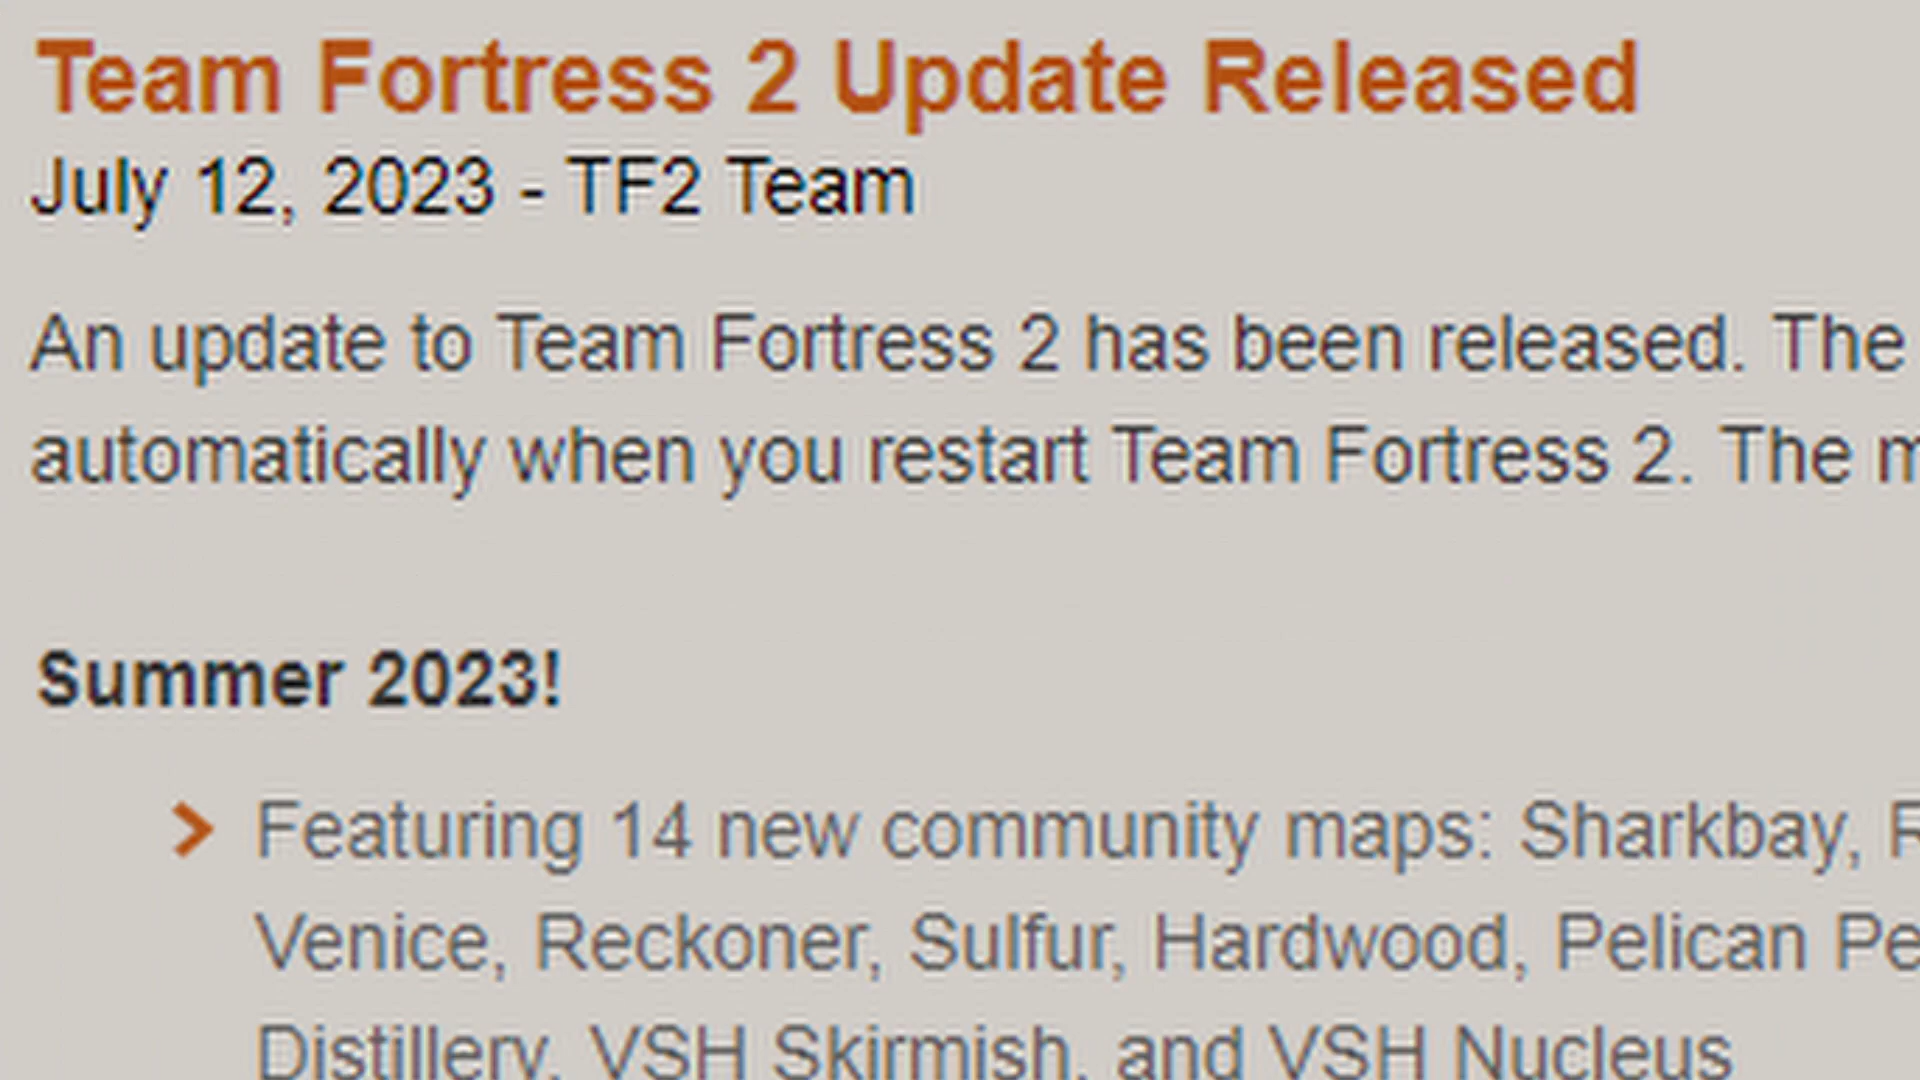 Team Fortress 2 Update Released
July 12, 2023 - TF2 Team
An update to Team Fortress 2 has been released. The
automatically when you restart Team Fortress 2. The
Summer 2023!
Featuring 14 new community maps: Sharkbay,
Venice, Reckoner, Sulfur, Hardwood, Pelican
Distillery, VSH Skirmish, and VSH Nucleus